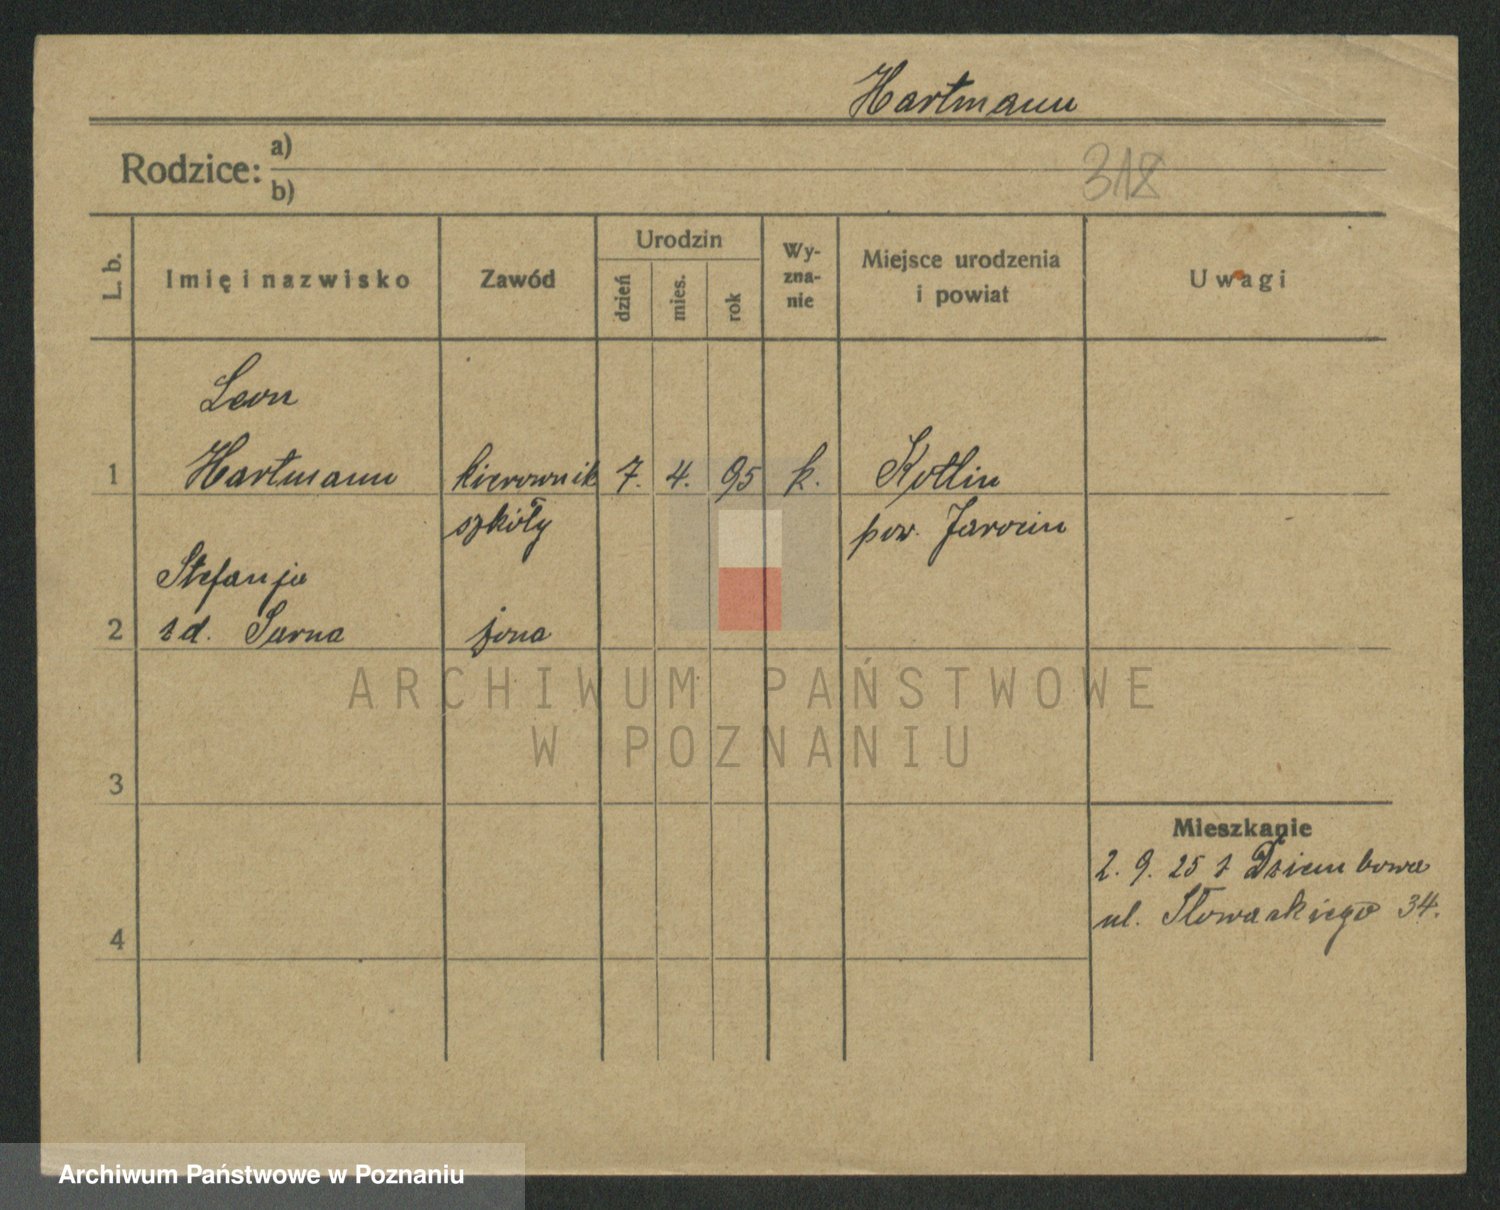 Hartmann
Rodzice: a)
b)
318
L. b.
Imię i nazwisko
Zawód
Urodzin
dzień
mies.
rok
Wy-
zna-
nie
Miejsce urodzenia
i powiat
Uwagi
Leon
1 Hartmann kierownik 7. 4. 95 k. Kotlin
szkóły pow. Jarocin
Stefanja
2 zd. Sarna żona
ARCHIWUM PAŃSTWOWE
W POZNANIU
3
Mieszkanie
2. 9. 25 z Dziembowa
ul. Słowackiego 34.
4
Archiwum Państwowe w Poznaniu